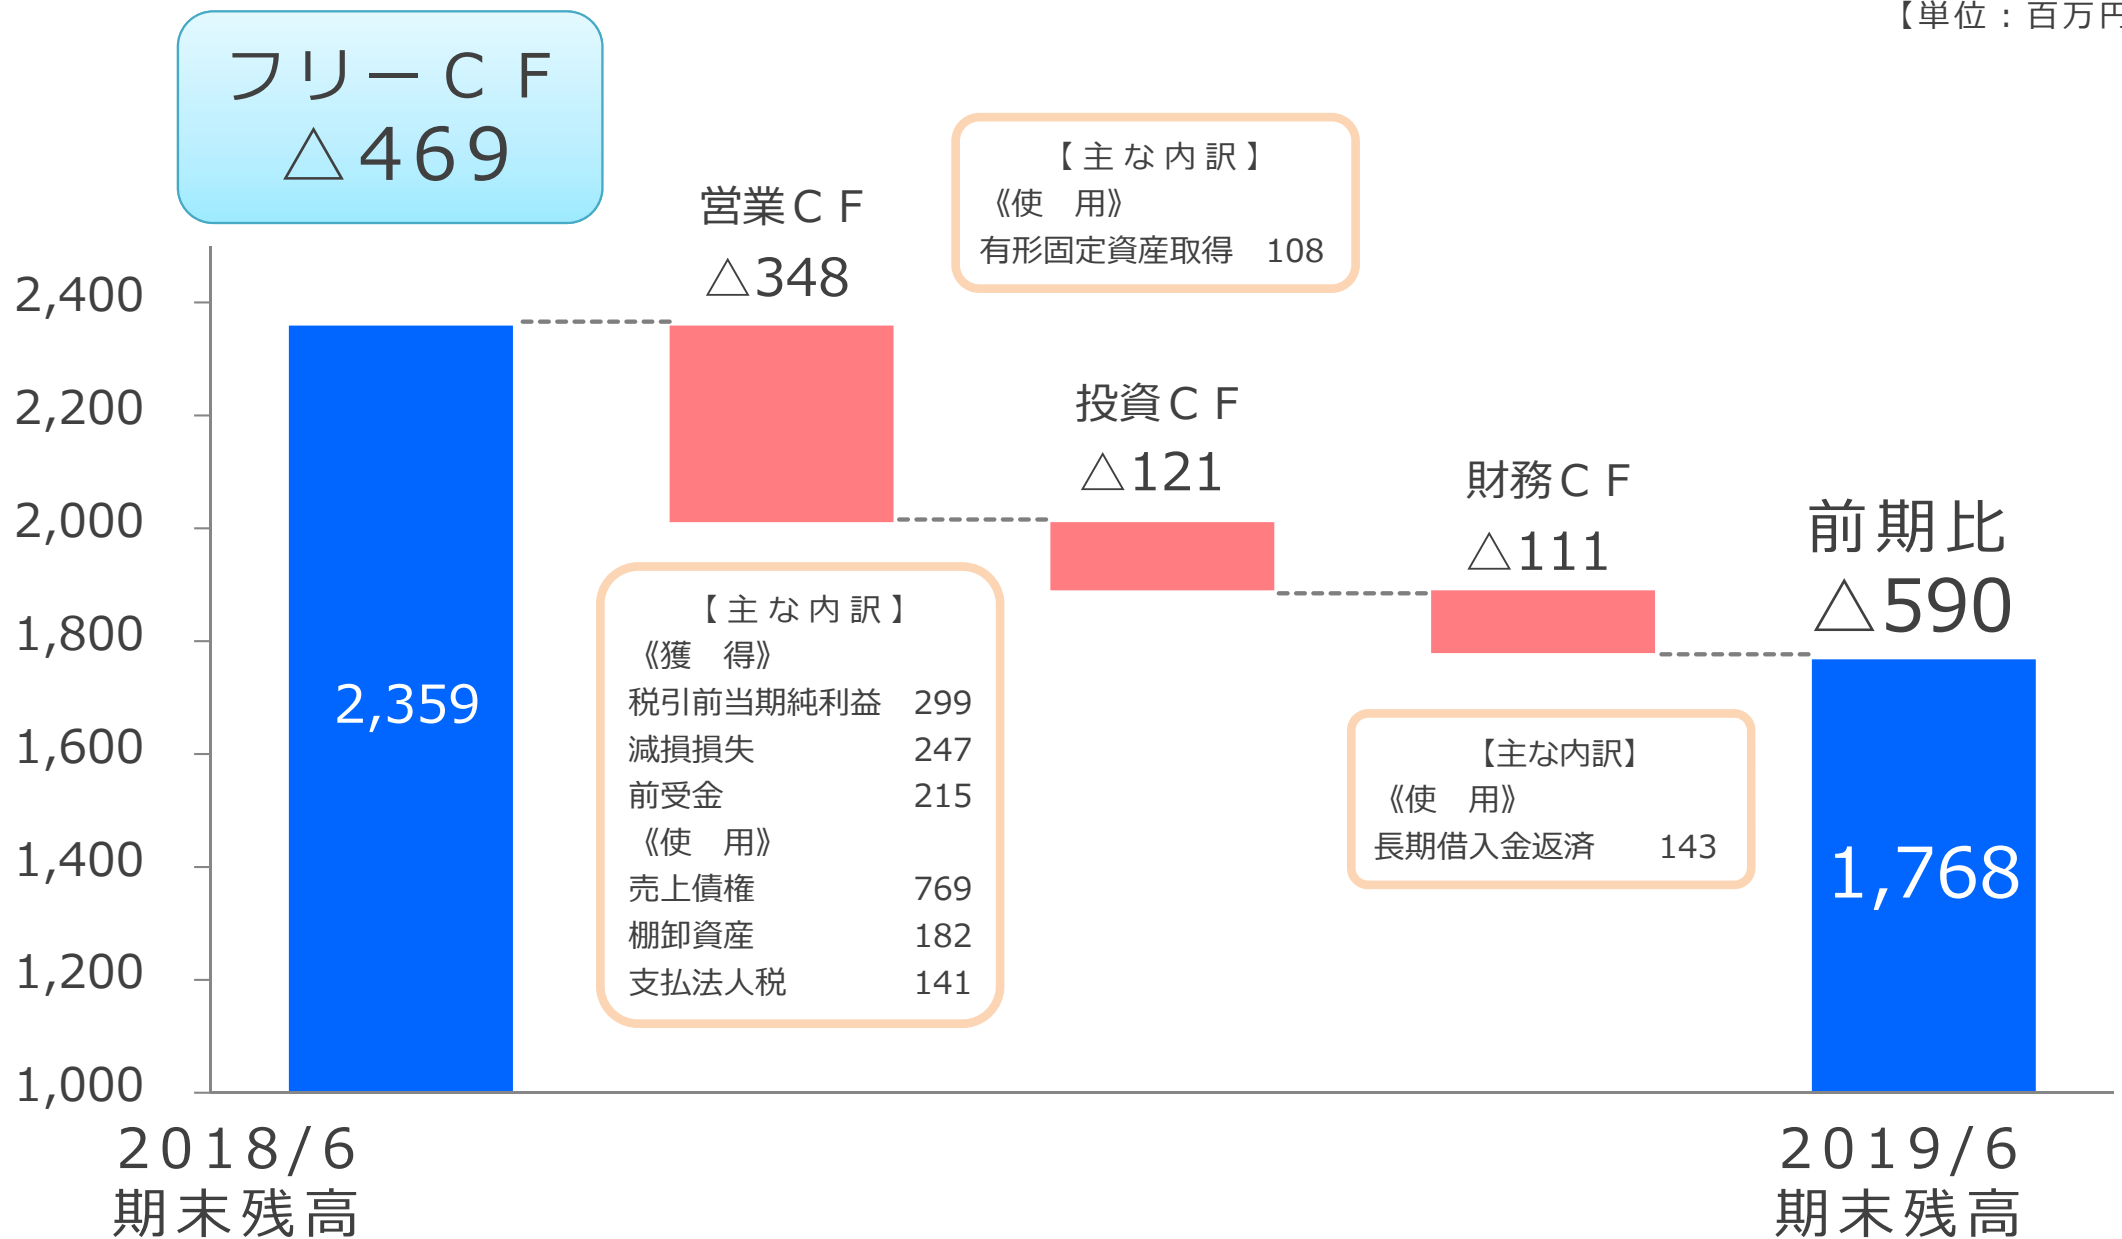 【単位：百万円
フリーＣＦ
△469
営業ＣＦ
△348
【主な内訳】
《使　用》
有形固定資産取得　108
投資ＣＦ
△121
財務ＣＦ
△111
前期比
△590
2,400
2,200
2,000
1,800
1,600
1,400
1,200
1,000
2,359
【主な内訳】
《獲　得》
税引前当期純利益　299
減損損失　247
前受金　215
《使　用》
売上債権　769
棚卸資産　182
支払法人税　141
【主な内訳】
《使　用》
長期借入金返済　143
1,768
2018/6
期末残高
2019/6
期末残高